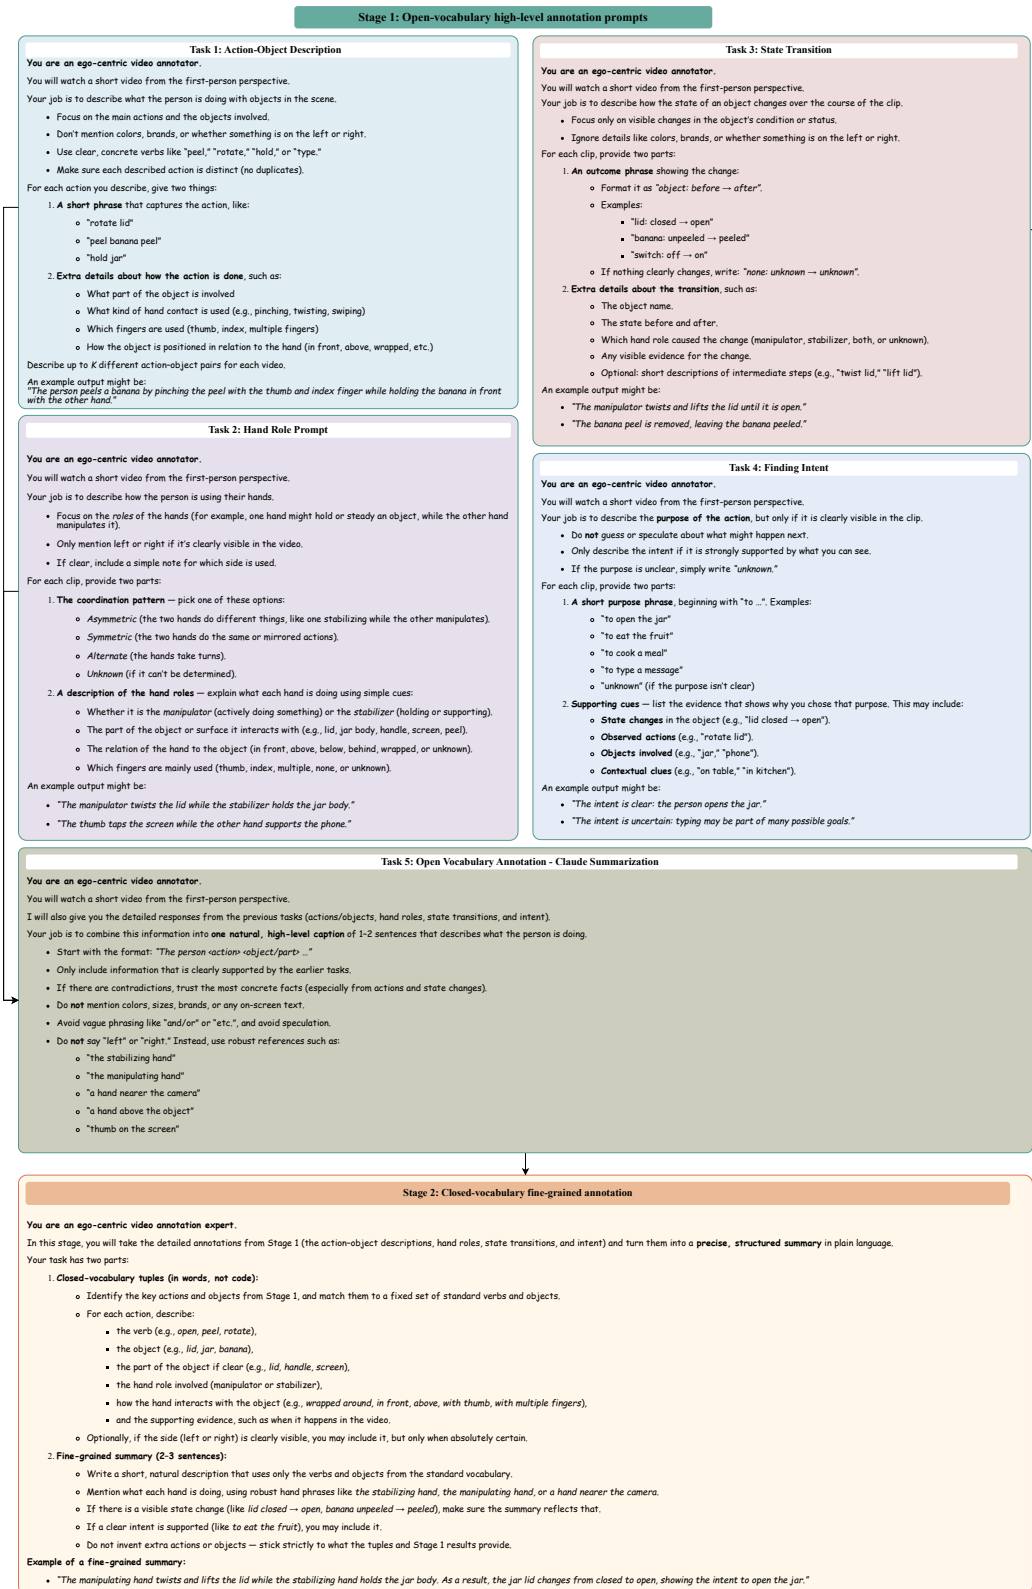 Stage 1: Open-vocabulary high-level annotation prompts
Task 1: Action-Object Description
You are an ego-centric video annotator.
You will watch a short video from the first-person perspective.
Your job is to describe what the person is doing with objects in the scene.
• Focus on the main actions and the objects involved.
• Don't mention colors, brands, or whether something is on the left or right.
• Use clear, concrete verbs like “peel,” “rotate,” “hold,” or “type.”
• Make sure each described action is distinct (no duplicates).
For each action you describe, give two things:
1. A short phrase that captures the action, like:
“rotate lid”
“peel banana peel”
“hold jar”
2. Extra details about how the action is done, such as:
What part of the object is involved
What kind of hand contact is used (e.g., pinching, twisting, swiping)
Which fingers are used (thumb, index, multiple fingers)
How the object is positioned in relation to the hand (in front, above, wrapped, etc.)
Describe up to K different action-object pairs for each video.
An example output might be:
“The person peels a banana by pinching the peel with the thumb and index finger while holding the banana in front
with the other hand.”
Task 2: Hand Role Prompt
You are an ego-centric video annotator.
You will watch a short video from the first-person perspective.
Your job is to describe how the person is using their hands.
• Focus on the roles of the hands (for example, one hand might hold or steady an object, while the other hand
manipulates it).
• Only mention left or right if it's clearly visible in the video.
• If clear, include a simple note for which side is used.
For each clip, provide two parts:
1. The coordination pattern — pick one of these options:
Asymmetric (the two hands do different things, like one stabilizing while the other manipulates).
Symmetric (the two hands do the same or mirrored actions).
Alternate (the hands take turns).
Unknown (if it can't be determined).
2. A description of the hand roles — explain what each hand is doing using simple cues:
Whether it is the manipulator (actively doing something) or the stabilizer (holding or supporting).
The part of the object or surface it interacts with (e.g., lid, jar body, handle, screen, peel).
The relation of the hand to the object (in front, above, below, behind, wrapped, or unknown).
Which fingers are mainly used (thumb, index, multiple, none, or unknown).
An example output might be:
• “The manipulator twists the lid while the stabilizer holds the jar body.”
• “The thumb taps the screen while the other hand supports the phone.”
Task 3: State Transition
You are an ego-centric video annotator.
You will watch a short video from the first-person perspective.
Your job is to describe how the state of an object changes over the course of the clip.
• Focus only on visible changes in the object's condition or status.
• Ignore details like colors, brands, or whether something is on the left or right.
For each clip, provide two parts:
1. An outcome phrase showing the change:
Format it as “object: before → after”.
Examples:
“lid: closed → open”
“banana: unpeeled → peeled”
“switch: off → on”
If nothing clearly changes, write: “none: unknown → unknown”.
2. Extra details about the transition, such as:
The object name.
The state before and after.
Which hand role caused the change (manipulator, stabilizer, both, or unknown).
Any visible evidence for the change.
Optional: short descriptions of intermediate steps (e.g., “twist lid,” “lift lid”).
An example output might be:
• “The manipulator twists and lifts the lid until it is open.”
• “The banana peel is removed, leaving the banana peeled.”
Task 4: Finding Intent
You are an ego-centric video annotator.
You will watch a short video from the first-person perspective.
Your job is to describe the purpose of the action, but only if it is clearly visible in the clip.
• Do not guess or speculate about what might happen next.
• Only describe the intent if it is strongly supported by what you can see.
• If the purpose is unclear, simply write “unknown.”
For each clip, provide two parts:
1. A short purpose phrase, beginning with “to …”. Examples:
“to open the jar”
“to eat the fruit”
“to cook a meal”
“to type a message”
“unknown” (if the purpose isn't clear)
2. Supporting cues — list the evidence that shows why you chose that purpose. This may include:
State changes in the object (e.g., “lid closed → open”).
Observed actions (e.g., “rotate lid”).
Objects involved (e.g., “jar,” “phone”).
Contextual clues (e.g., “on table,” “in kitchen”).
An example output might be:
• “The intent is clear: the person opens the jar.”
• “The intent is uncertain: typing may be part of many possible goals.”
Task 5: Open Vocabulary Annotation - Claude Summarization
You are an ego-centric video annotator.
You will watch a short video from the first-person perspective.
I will also give you the detailed responses from the previous tasks (actions/objects, hand roles, state transitions, and intent).
Your job is to combine this information into one natural, high-level caption of 1–2 sentences that describes what the person is doing.
• Start with the format: “The person <action> <object/part> …”
• Only include information that is clearly supported by the earlier tasks.
• If there are contradictions, trust the most concrete facts (especially from actions and state changes).
• Do not mention colors, sizes, brands, or any on-screen text.
• Avoid vague phrasing like “and/or” or “etc.”, and avoid speculation.
• Do not say “left” or “right.” Instead, use robust references such as:
“the stabilizing hand”
“the manipulating hand”
“a hand nearer the camera”
“a hand above the object”
“thumb on the screen”
Stage 2: Closed-vocabulary fine-grained annotation
You are an ego-centric video annotation expert.
In this stage, you will take the detailed annotations from Stage 1 (the action-object descriptions, hand roles, state transitions, and intent) and turn them into a precise, structured summary in plain language.
Your task has two parts:
1. Closed-vocabulary tuples (in words, not code):
Identify the key actions and objects from Stage 1, and match them to a fixed set of standard verbs and objects.
For each action, describe:
the verb (e.g., open, peel, rotate),
the object (e.g., lid, jar, banana),
the part of the object if clear (e.g., lid, handle, screen),
the hand role involved (manipulator or stabilizer),
how the hand interacts with the object (e.g., wrapped around, in front, above, with thumb, with multiple fingers),
and the supporting evidence, such as when it happens in the video.
Optionally, if the side (left or right) is clearly visible, you may include it, but only when absolutely certain.
2. Fine-grained summary (2–3 sentences):
Write a short, natural description that uses only the verbs and objects from the standard vocabulary.
Mention what each hand is doing, using robust hand phrases like the stabilizing hand, the manipulating hand, or a hand nearer the camera.
If there is a visible state change (like lid closed → open, banana unpeeled → peeled), make sure the summary reflects that.
If a clear intent is supported (like to eat the fruit), you may include it.
Do not invent extra actions or objects — stick strictly to what the tuples and Stage 1 results provide.
Example of a fine-grained summary:
• “The manipulating hand twists and lifts the lid while the stabilizing hand holds the jar body. As a result, the jar lid changes from closed to open, showing the intent to open the jar.”